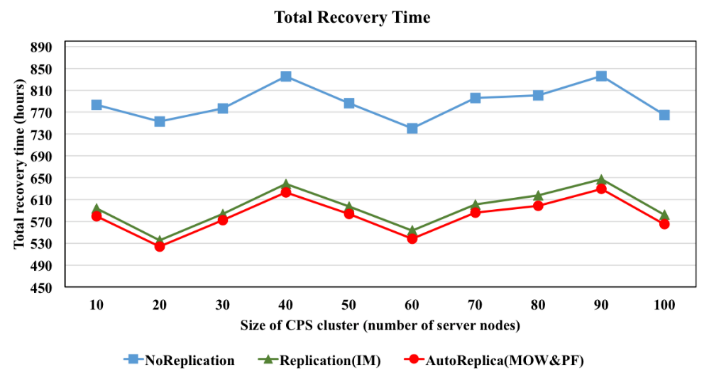 Total Recovery Time
Total recovery time (hours)
890
850
810
770
730
690
650
610
570
530
490
450
10 20 30 40 50 60 70 80 90 100
Size of CPS cluster (number of server nodes)
NoReplication Replication(IM) AutoReplica(MOW&PF)